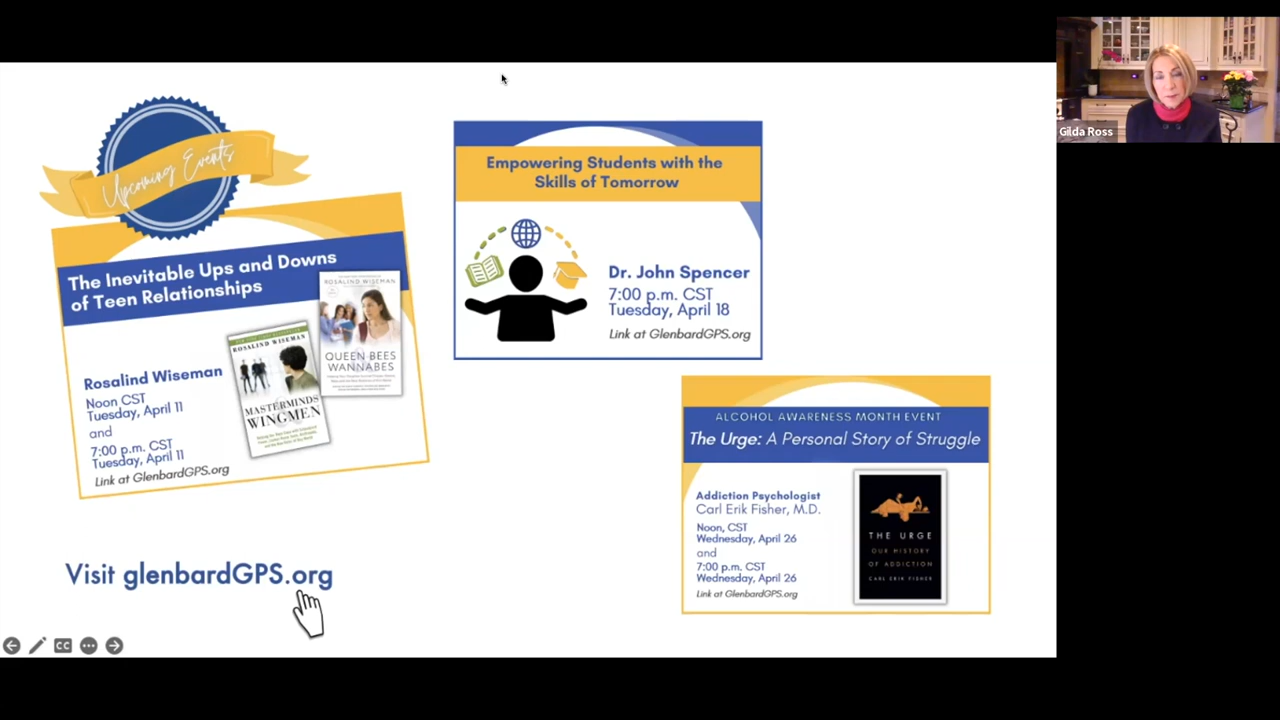 Upcoming Events
The Inevitable Ups and Downs
of Teen Relationships
ROSALIND WISEMAN
QUEEN BEES
WANNABES
ROSALIND WISEMAN
MASTERMINDS
WINGMEN
Rosalind Wiseman
Noon CST
Tuesday, April 11
and
7:00 p.m. CST
Tuesday, April 11
Link at GlenbardGPS.org
Visit glenbardGPS.org
CC
Empowering Students with the
Skills of Tomorrow
Dr. John Spencer
7:00 p.m. CST
Tuesday, April 18
Link at GlenbardGPS.org
ALCOHOL AWARENESS MONTH EVENT
The Urge: A Personal Story of Struggle
Addiction Psychologist
Carl Erik Fisher, M.D.
Noon, CST
Wednesday, April 26
and
7:00 p.m. CST
Wednesday, April 26
Link at GlenbardGPS.org
THE URGE
OUR HISTORY
OF ADDICTION
CARL ERIK FISHER
Gilda Ross